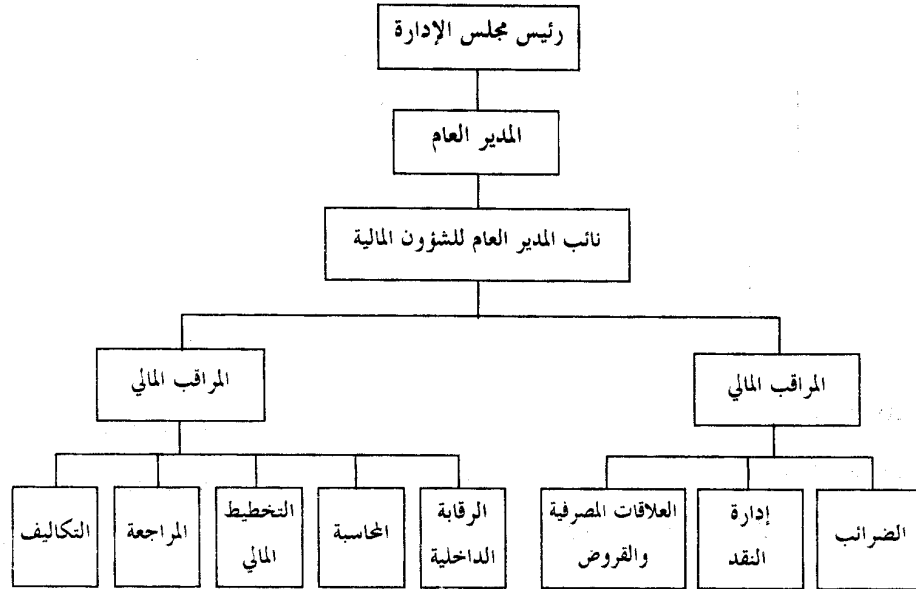 رئيس مجلس الإدارة
المدير العام
نائب المدير العام للشؤون المالية
المراقب المالي
المراقب المالي
الضرائب
إدارة
النقد
العلاقات المصرفية
والقروض
الرقابة
الداخلية
المحاسبة
التخطيط
المالي
المراجعة
التكاليف